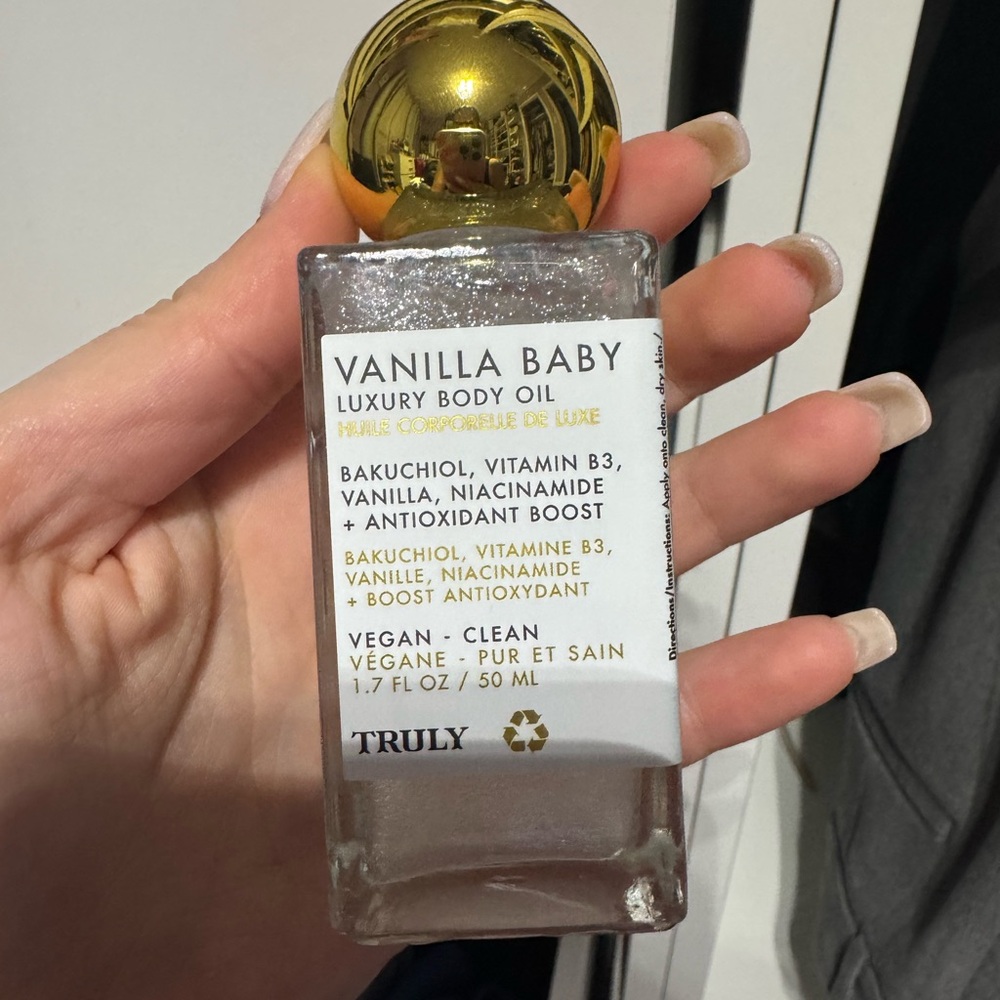 VANILLA BABY
LUXURY BODY OIL
HUILE CORPORELLE DE LUXE
BAKUCHIOL, VITAMIN B3,
VANILLA, NIACINAMIDE
+ ANTIOXIDANT BOOST
BAKUCHIOL, VITAMINE B3,
VANILLE, NIACINAMIDE
+ BOOST ANTIOXYDANT
VEGAN - CLEAN
VÉGANE - PUR ET SAIN
1.7 FL OZ / 50 ML
TRULY
Directions/Instructions: Apply onto clean, dry skin./